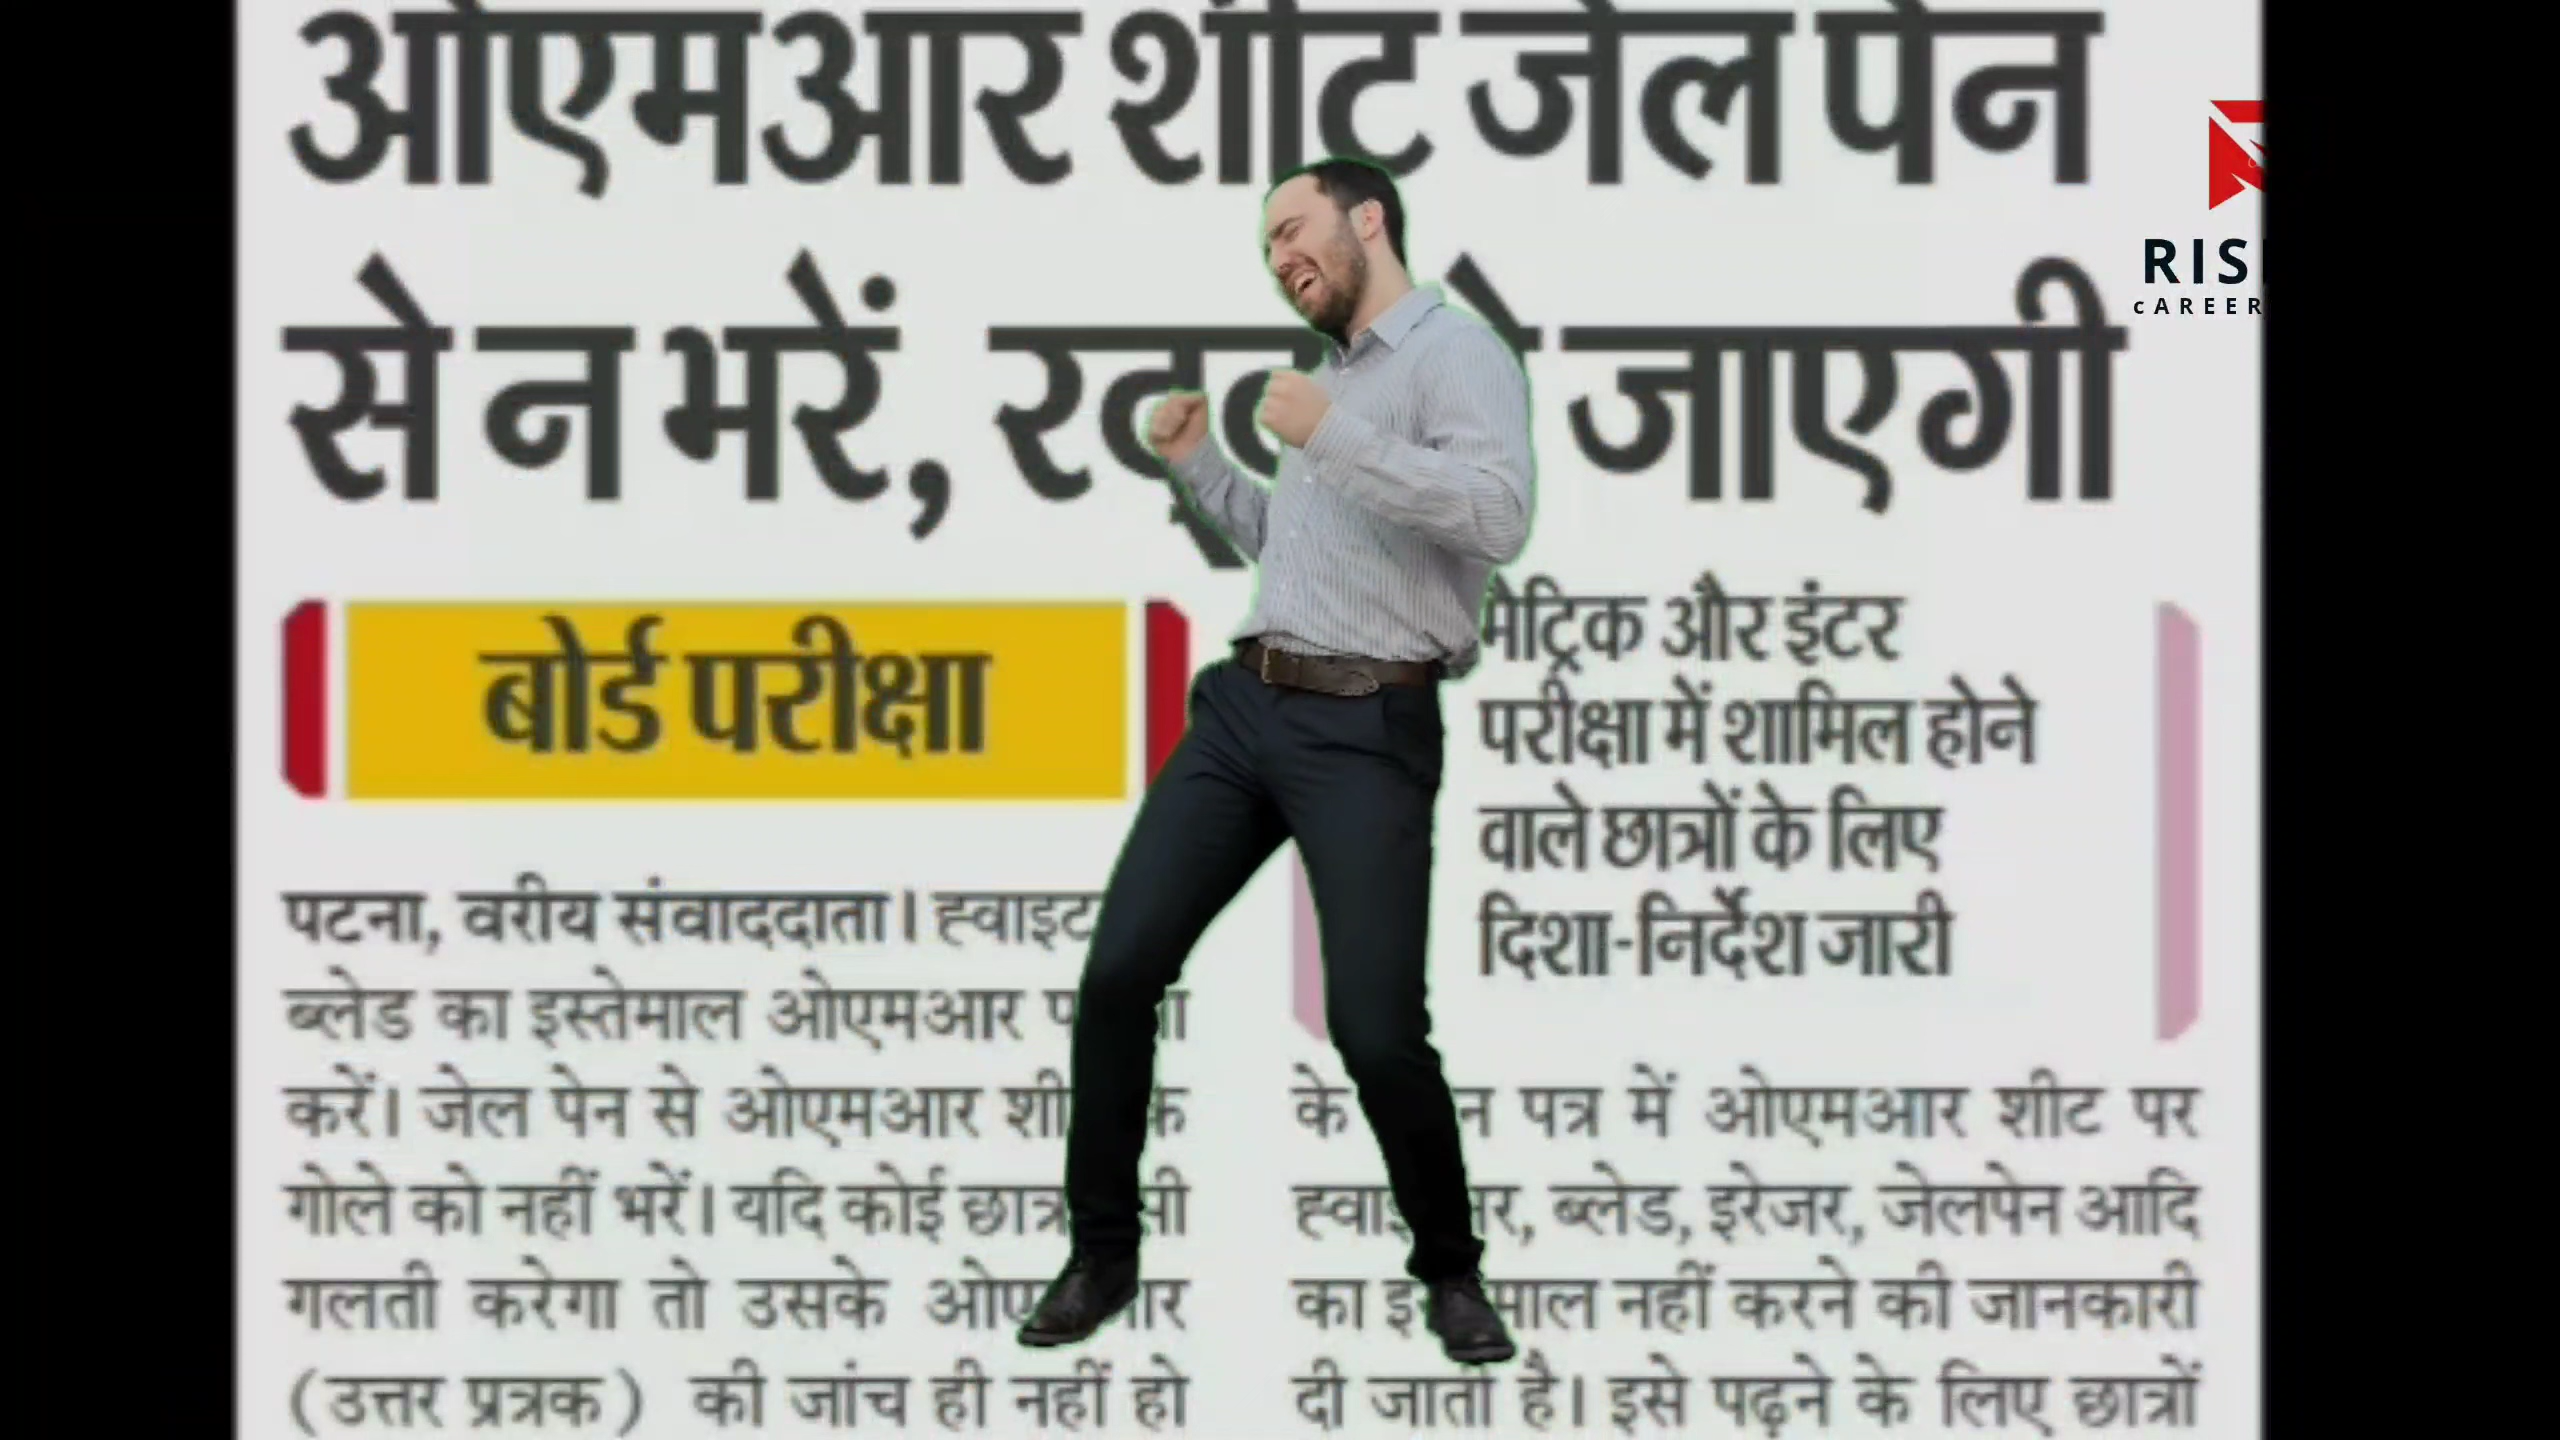 ओएमआर शीट जेल पेन
से न भरें, जाएगी
RIS
cAREER
बोर्ड परीक्षा
मैट्रिक और इंटर
परीक्षा में शामिल होने
वाले छात्रों के लिए
दिशा-निर्देश जारी
पटना, वरीय संवाददाता। ह्वाइट
ब्लेड का इस्तेमाल ओएमआर
करें। जेल पेन से ओएमआर
गोले को नहीं भरें। यदि कोई छात्र
गलती करेगा तो उसके
(उत्तर प्रत्रक) की जांच ही नहीं हो
के पत्र में ओएमआर शीट पर
ब्लेड, इरेजर, जेलपेन आदि
का नहीं करने की जानकारी
दी जाती है। इसे पढ़ने के लिए छात्रों